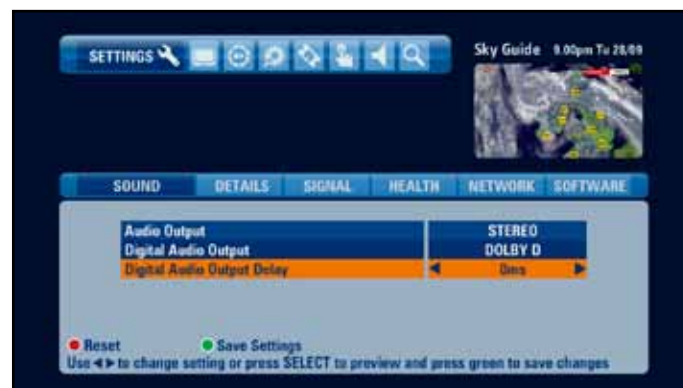 SETTINGS
Sky Guide 9.00pm Tu 28/09
SOUND DETAILS SIGNAL HEALTH NETWORK SOFTWARE
Audio Output STEREO
Digital Audio Output DOLBY D
Digital Audio Output Delay 0ms
Reset Save Settings
Use ◀ ▶ to change setting or press SELECT to preview and press green to save changes